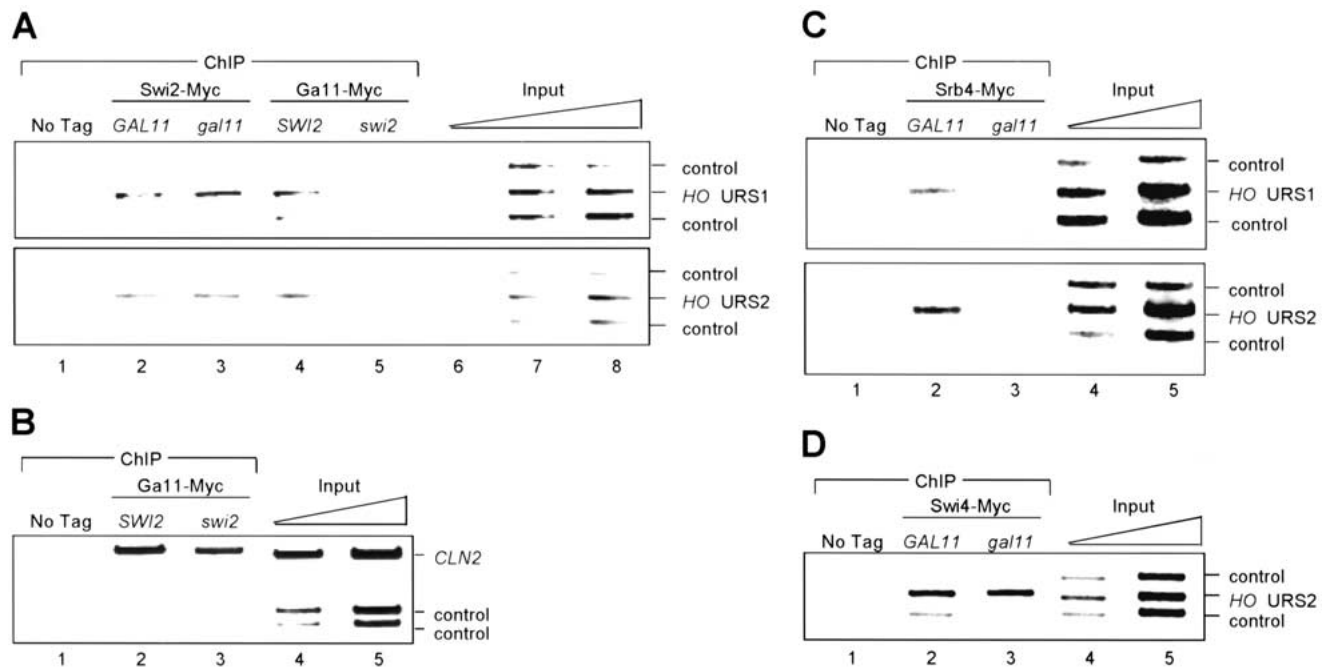 A
ChIP
Swi2-Myc Ga11-Myc Input
No Tag GAL11 gal11 SWI2 swi2
control
HO URS1
control
control
HO URS2
control
1 2 3 4 5 6 7 8
B
ChIP
Ga11-Myc Input
No Tag SWI2 swi2
CLN2
control
control
1 2 3 4 5
C
ChIP
Srb4-Myc Input
No Tag GAL11 gal11
control
HO URS1
control
control
HO URS2
control
1 2 3 4 5
D
ChIP
Swi4-Myc Input
No Tag GAL11 gal11
control
HO URS2
control
1 2 3 4 5